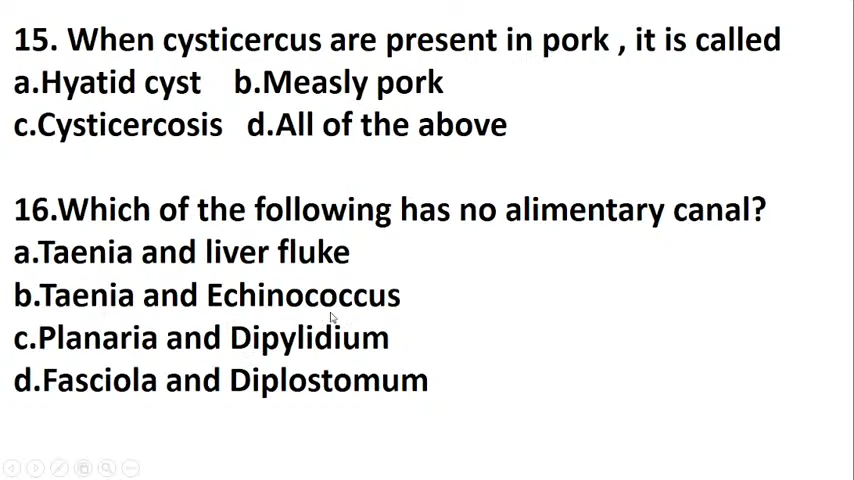 15. When cysticercus are present in pork , it is called
a.Hyatid cyst b.Measly pork
c.Cysticercosis d.All of the above
16.Which of the following has no alimentary canal?
a.Taenia and liver fluke
b.Taenia and Echinococcus
c.Planaria and Dipylidium
d.Fasciola and Diplostomum